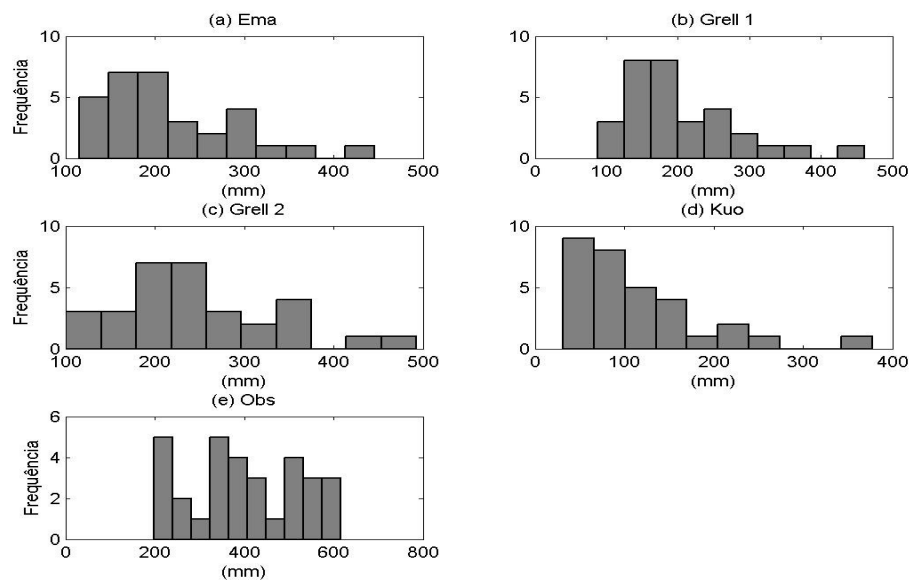 (a) Ema
Frequência
10
5
0
100 200 300 400 500
(mm)
(b) Grell 1
10
5
0
0 100 200 300 400 500
(mm)
(c) Grell 2
Frequência
10
5
0
100 200 300 400 500
(mm)
(d) Kuo
10
5
0
0 100 200 300 400
(mm)
(e) Obs
Frequência
6
4
2
0
0 200 400 600 800
(mm)